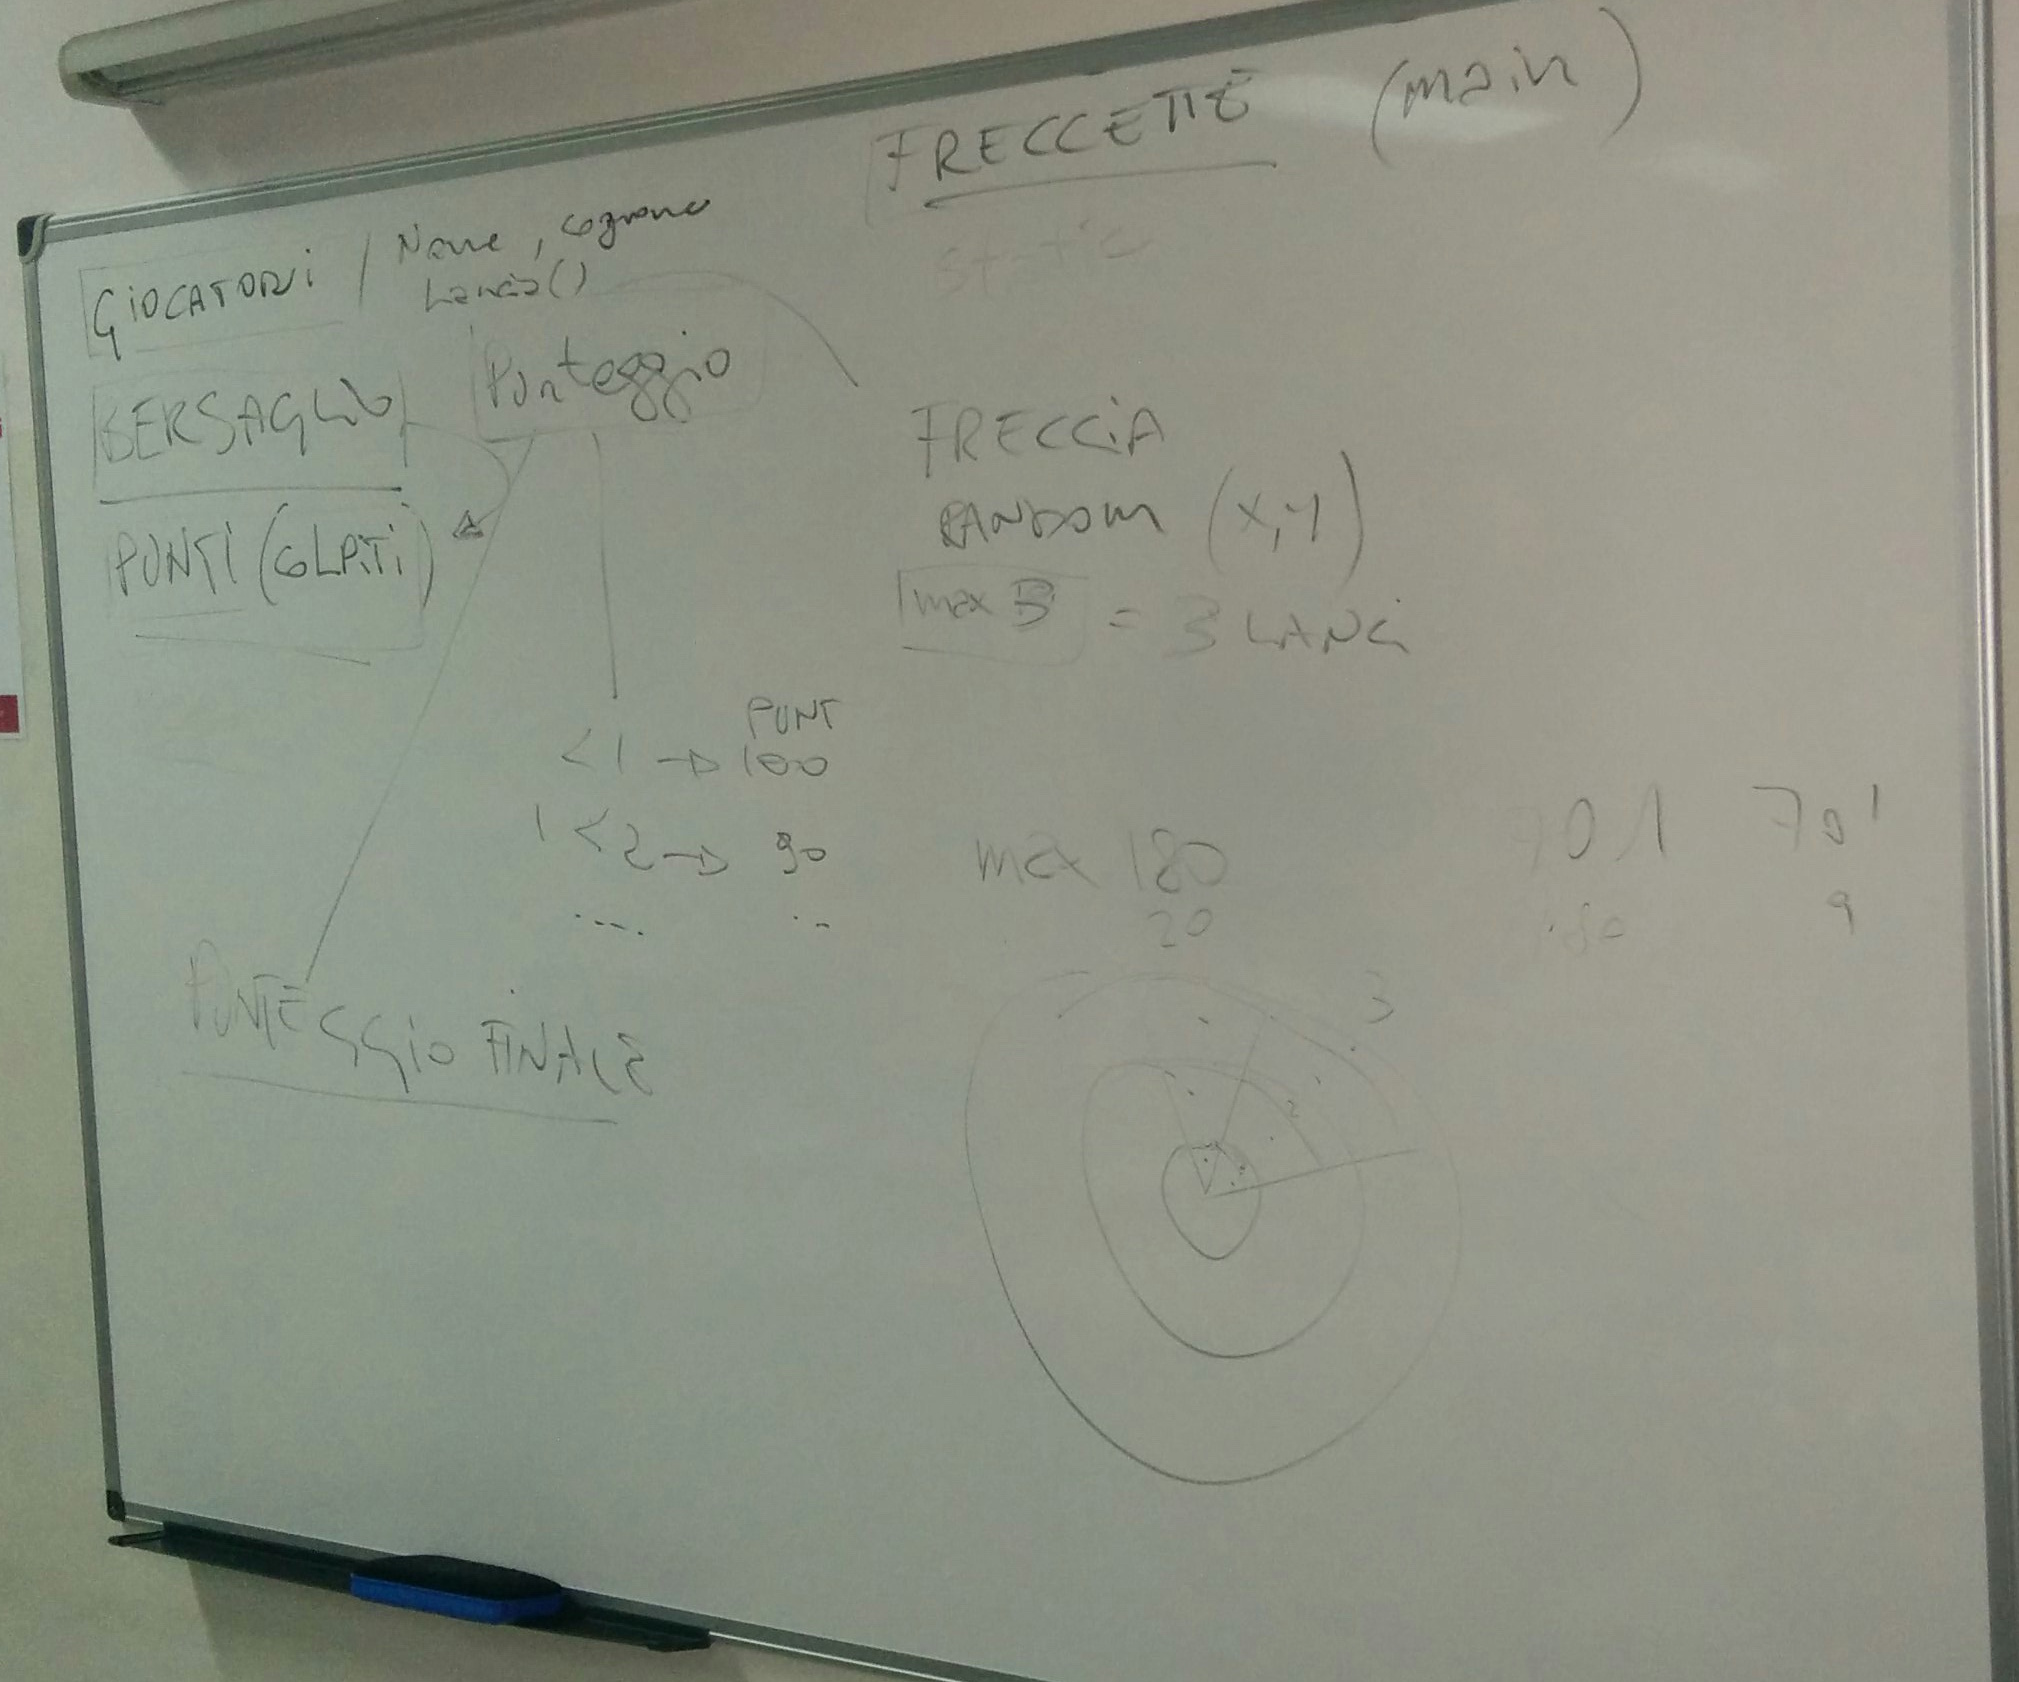 FRECCETTE (main)
static
GIOCATORI / Nome, cognome
Lancia()
BERSAGLIO
Punteggio
PUNTI (COLPITI)
FRECCIA
RANDOM (x,y)
max 3 = 3 LANCI
PUNT
<1 → 100
1 <2 → 90
.... ..
max 180
20
701 701
180 9
PUNTEGGIO FINALE
3
2